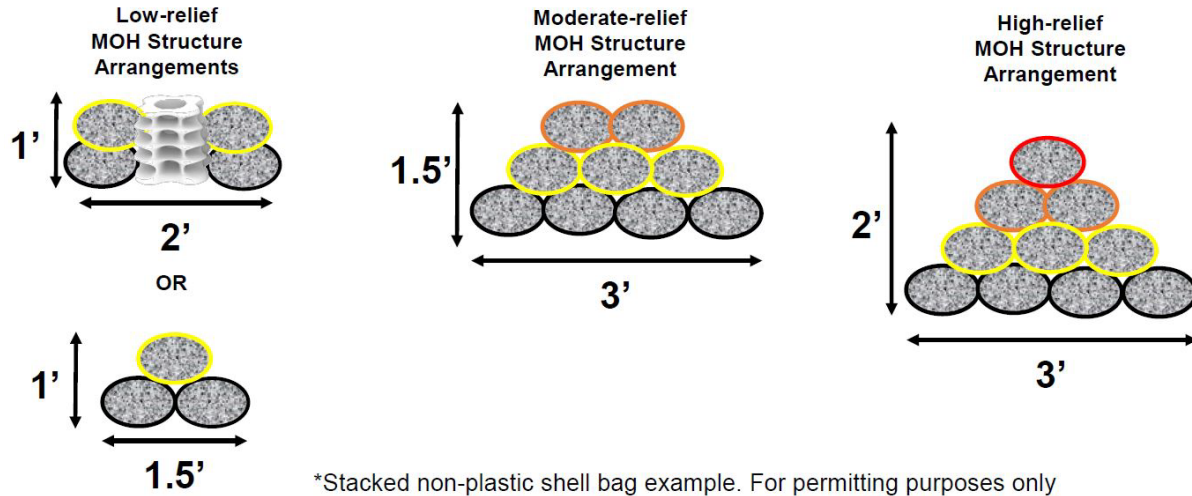 Low-relief
MOH Structure
Arrangements
1’
2’
OR
1’
1.5’
Moderate-relief
MOH Structure
Arrangement
1.5’
3’
High-relief
MOH Structure
Arrangement
2’
3’
*Stacked non-plastic shell bag example. For permitting purposes only